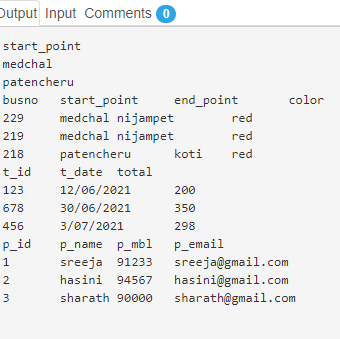 Output Input Comments 0
start_point
medchal
patencheru
busno start_point end_point color
229 medchal nijampet red
219 medchal nijampet red
218 patencheru koti red
t_id t_date total
123 12/06/2021 200
678 30/06/2021 350
456 3/07/2021 298
p_id p_name p_mbl p_email
1 sreeja 91233 sreeja@gmail.com
2 hasini 94567 hasini@gmail.com
3 sharath 90000 sharath@gmail.com